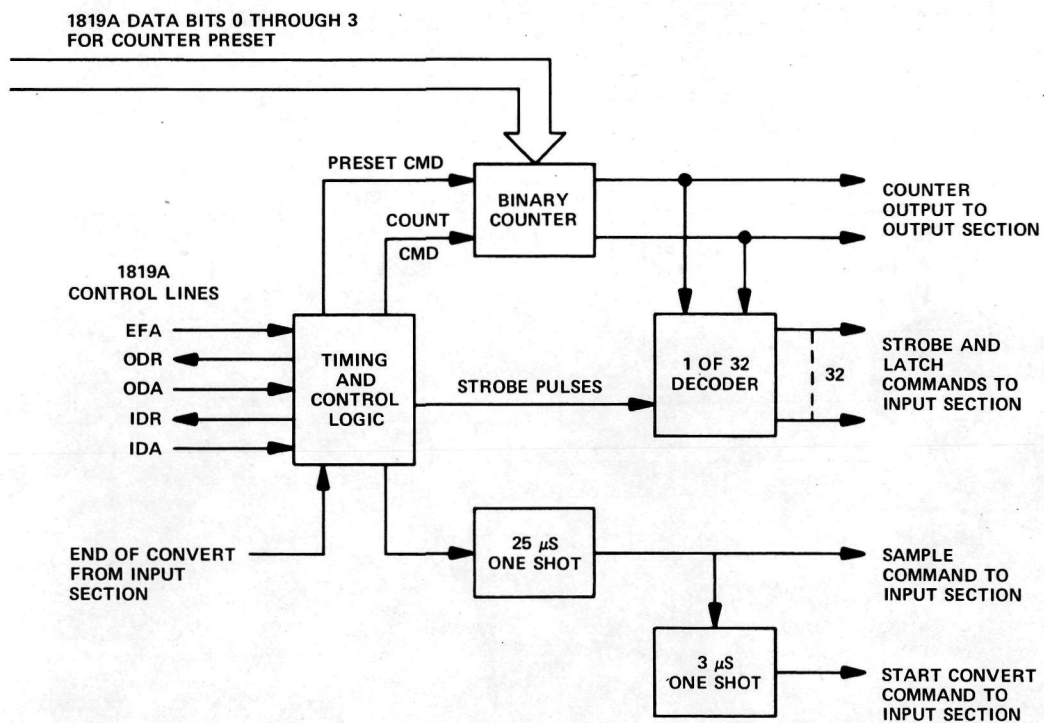 1819A DATA BITS 0 THROUGH 3
FOR COUNTER PRESET
PRESET CMD
BINARY
COUNTER
COUNT
CMD
COUNTER
OUTPUT TO
OUTPUT SECTION
1819A
CONTROL LINES
EFA
ODR
ODA
IDR
IDA
TIMING
AND
CONTROL
LOGIC
STROBE PULSES
1 OF 32
DECODER
32
STROBE AND
LATCH
COMMANDS TO
INPUT SECTION
END OF CONVERT
FROM INPUT
SECTION
25 μS
ONE SHOT
SAMPLE
COMMAND TO
INPUT SECTION
3 μS
ONE SHOT
START CONVERT
COMMAND TO
INPUT SECTION